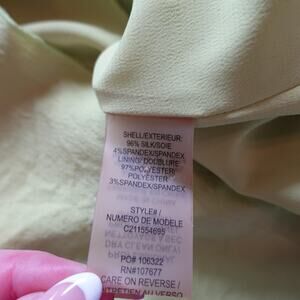 SHELL/EXTERIEUR:
96% SILK/SOIE
4%SPANDEX/SPANDEX
LINING/ DOUBLURE
97%POLYESTER/
POLYESTER
3%SPANDEX/SPANDEX
STYLE#/
NUMERO DE MODELE
C211554695
PO# 106322
RN#107677
CARE ON REVERSE /
ENTRETIEN AU VERSO